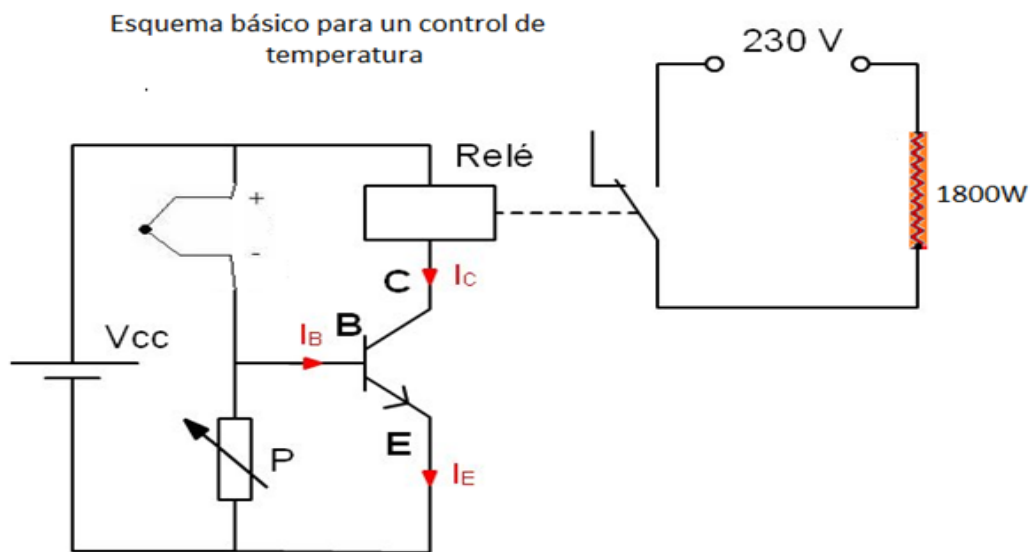 Esquema básico para un control de
temperatura
230 V
Relé
1800W
+
-
C
IC
Vcc
IB
B
P
E
IE